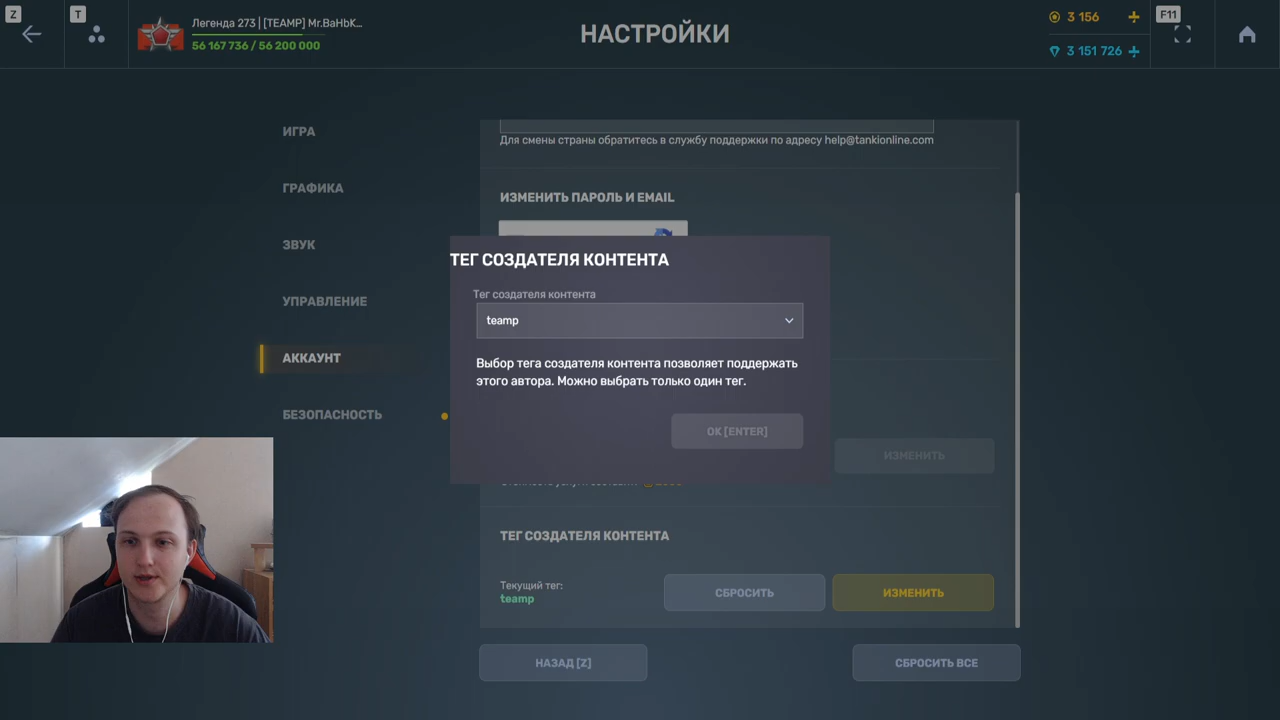 Z
T
Легенда 273 | [TEAMP] Mr.BaHbK...
56 167 736 / 56 200 000
НАСТРОЙКИ
3 156
3 151 726
F11
ИГРА
ГРАФИКА
ЗВУК
УПРАВЛЕНИЕ
АККАУНТ
БЕЗОПАСНОСТЬ
Для смены страны обратитесь в службу поддержки по адресу help@tankionline.com
ИЗМЕНИТЬ ПАРОЛЬ И EMAIL
ТЕГ СОЗДАТЕЛЯ КОНТЕНТА
Тег создателя контента
teamp
Выбор тега создателя контента позволяет поддержать
этого автора. Можно выбрать только один тег.
OK [ENTER]
ИЗМЕНИТЬ
ТЕГ СОЗДАТЕЛЯ КОНТЕНТА
Текущий тег:
teamp
СБРОСИТЬ
ИЗМЕНИТЬ
НАЗАД [Z]
СБРОСИТЬ ВСЕ